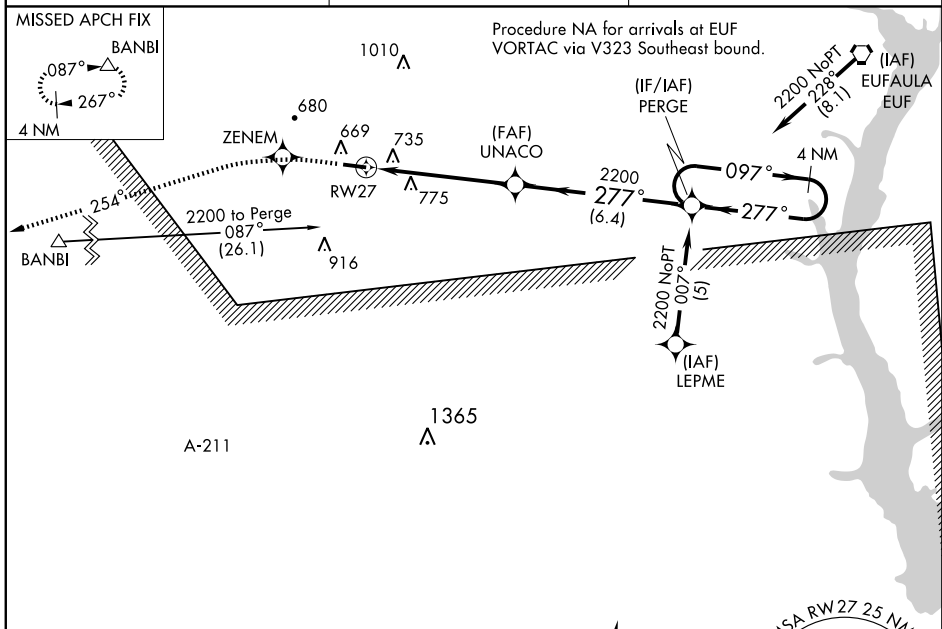 MISSED APCH FIX
BANBI
087°
267°
4 NM
Procedure NA for arrivals at EUF
VORTAC via V323 Southeast bound.
1010
680
ZENEM
669
735
775
RW27
(FAF)
UNACO
(IF/IAF)
PERGE
2200 NoPT
228°
(8.1)
(IAF)
EUFAULA
EUF
4 NM
097°
277°
2200
277°
(6.4)
254°
2200 to Perge
087°
(26.1)
BANBI
916
2200 NoPT
007°
(5)
(IAF)
LEPME
1365
A-211
MSA RW27 25 NM